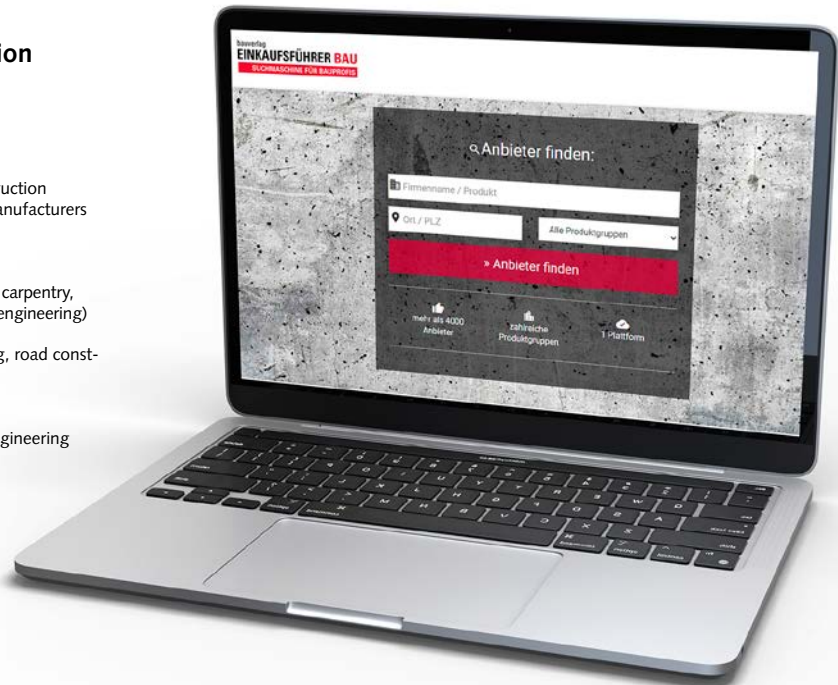 ion
ruction
anufacturers
carpentry,
engineering)
g, road const-
gineering
bauverlag
EINKAUFSFÜHRER BAU
SUCHMASCHINE FÜR BAUPROFIS
Anbieter finden:
Firmenname / Produkt
Ort / PLZ
Alle Produktgruppen
» Anbieter finden
mehr als 4000
Anbieter
zahlreiche
Produktgruppen
1 Plattform